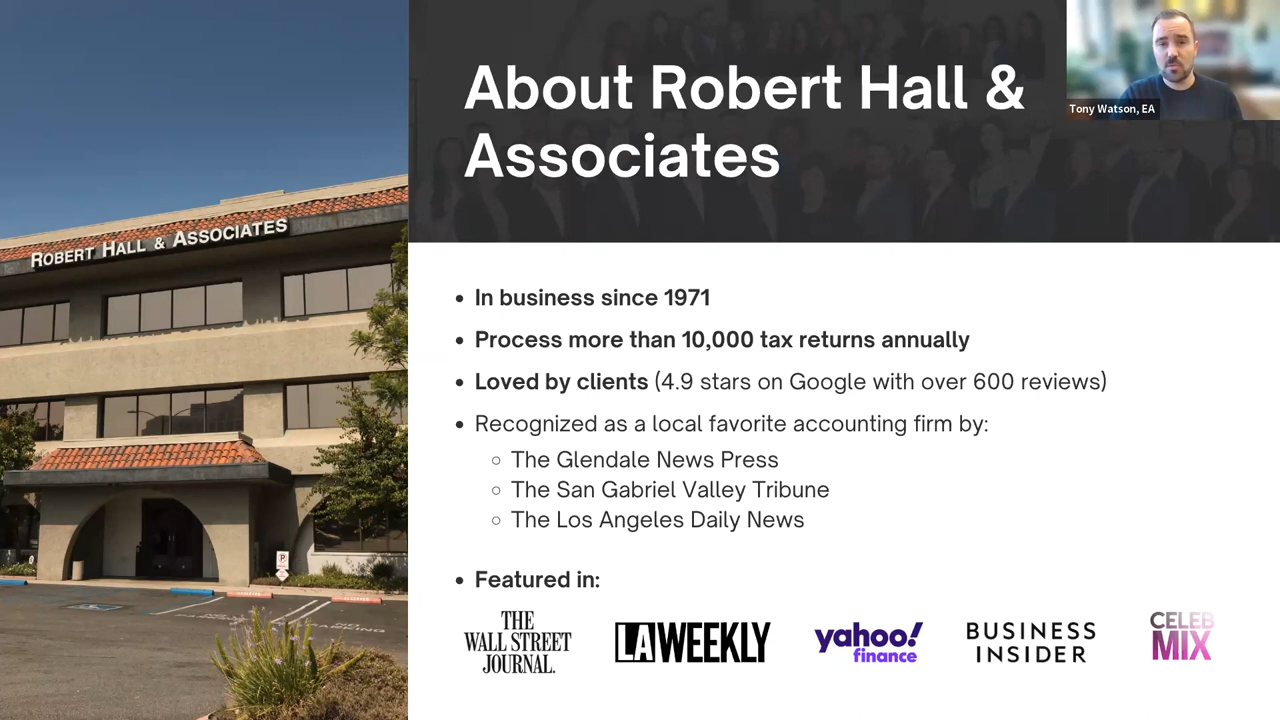 ROBERT HALL & ASSOCIATES
About Robert Hall &
Associates
Tony Watson, EA
• In business since 1971
• Process more than 10,000 tax returns annually
• Loved by clients (4.9 stars on Google with over 600 reviews)
• Recognized as a local favorite accounting firm by:
◦ The Glendale News Press
◦ The San Gabriel Valley Tribune
◦ The Los Angeles Daily News
• Featured in:
THE
WALL STREET
JOURNAL.
LAWEEKLY
yahoo!
finance
BUSINESS
INSIDER
CELEB
MIX
P